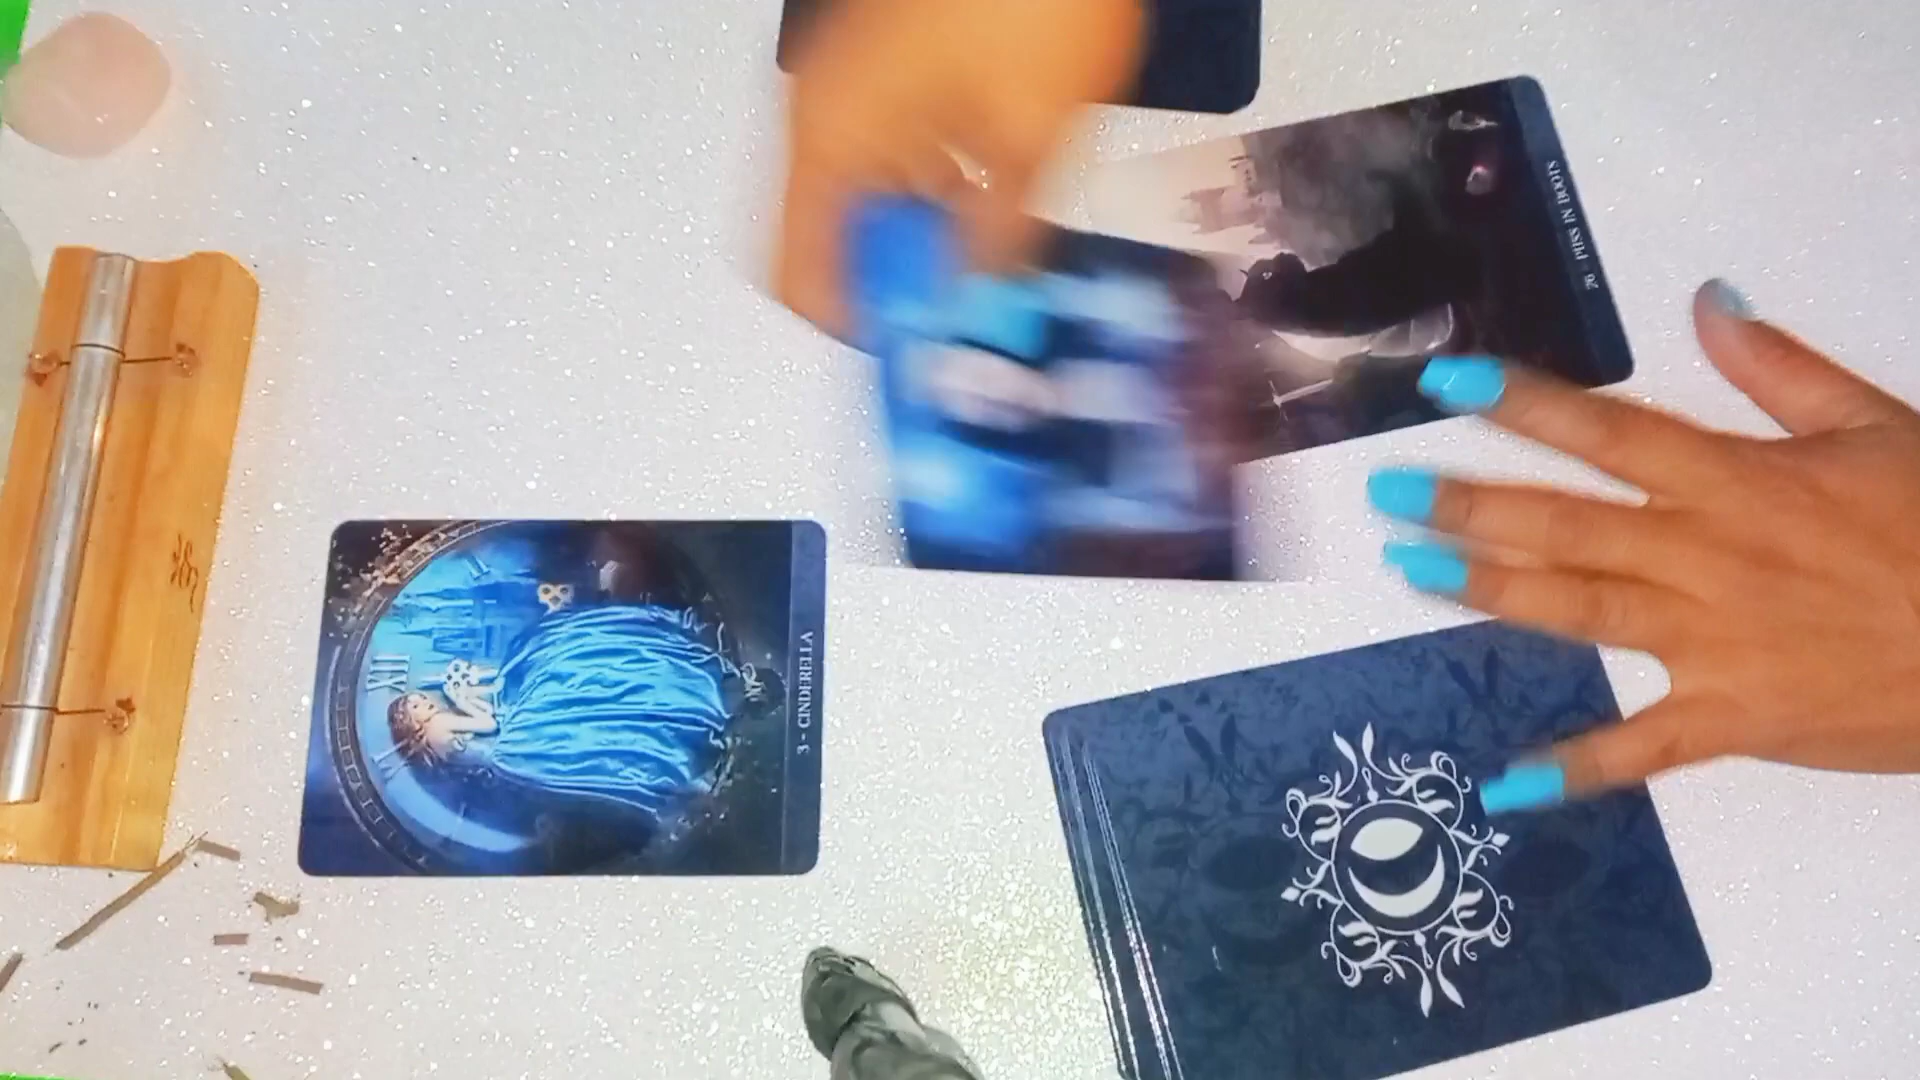 26 - PUSS IN BOOTS
XII
3 - CINDERELLA